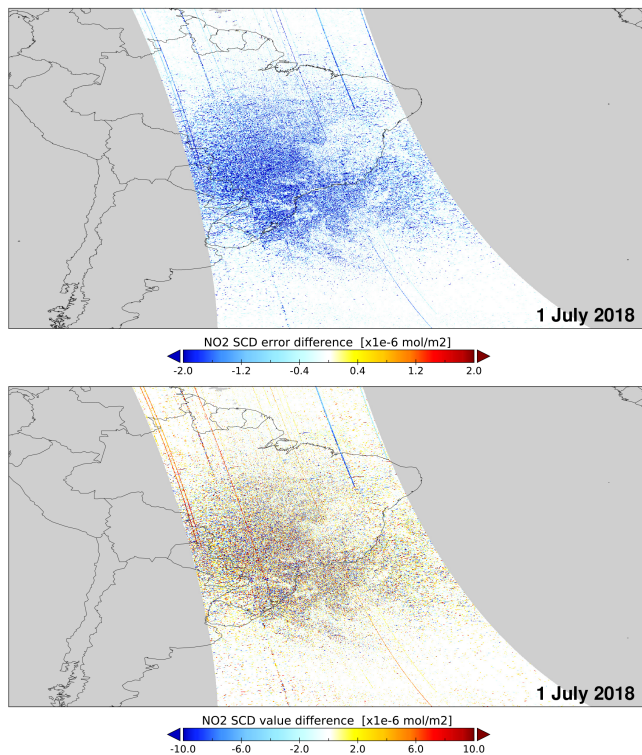 1 July 2018
NO2 SCD error difference [x1e-6 mol/m2]
-2.0 -1.2 -0.4 0.4 1.2 2.0
1 July 2018
NO2 SCD value difference [x1e-6 mol/m2]
-10.0 -6.0 -2.0 2.0 6.0 10.0